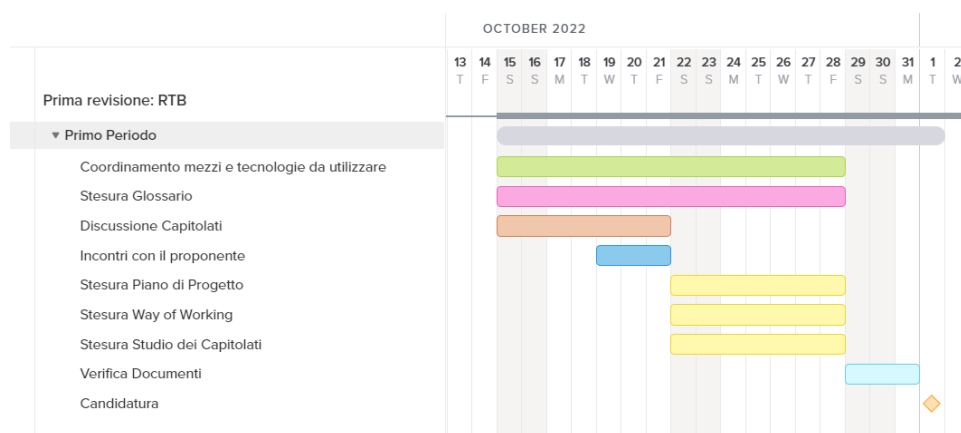 OCTOBER 2022
13 14 15 16 17 18 19 20 21 22 23 24 25 26 27 28 29 30 31 1 2
T F S S M T W T F S S M T W T F S S M T W
Prima revisione: RTB
Primo Periodo
Coordinamento mezzi e tecnologie da utilizzare
Stesura Glossario
Discussione Capitolati
Incontri con il proponente
Stesura Piano di Progetto
Stesura Way of Working
Stesura Studio dei Capitolati
Verifica Documenti
Candidatura